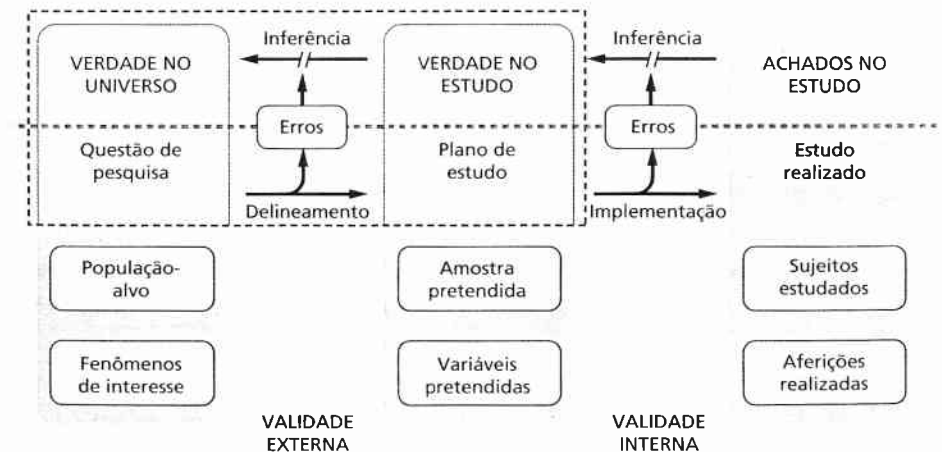 Inferência
Inferência
VERDADE NO
UNIVERSO
VERDADE NO
ESTUDO
ACHADOS NO
ESTUDO
Erros
Erros
Questão de
pesquisa
Plano de
estudo
Estudo
realizado
Delineamento
Implementação
População-
alvo
Amostra
pretendida
Sujeitos
estudados
Fenômenos
de interesse
Variáveis
pretendidas
Aferições
realizadas
VALIDADE
EXTERNA
VALIDADE
INTERNA